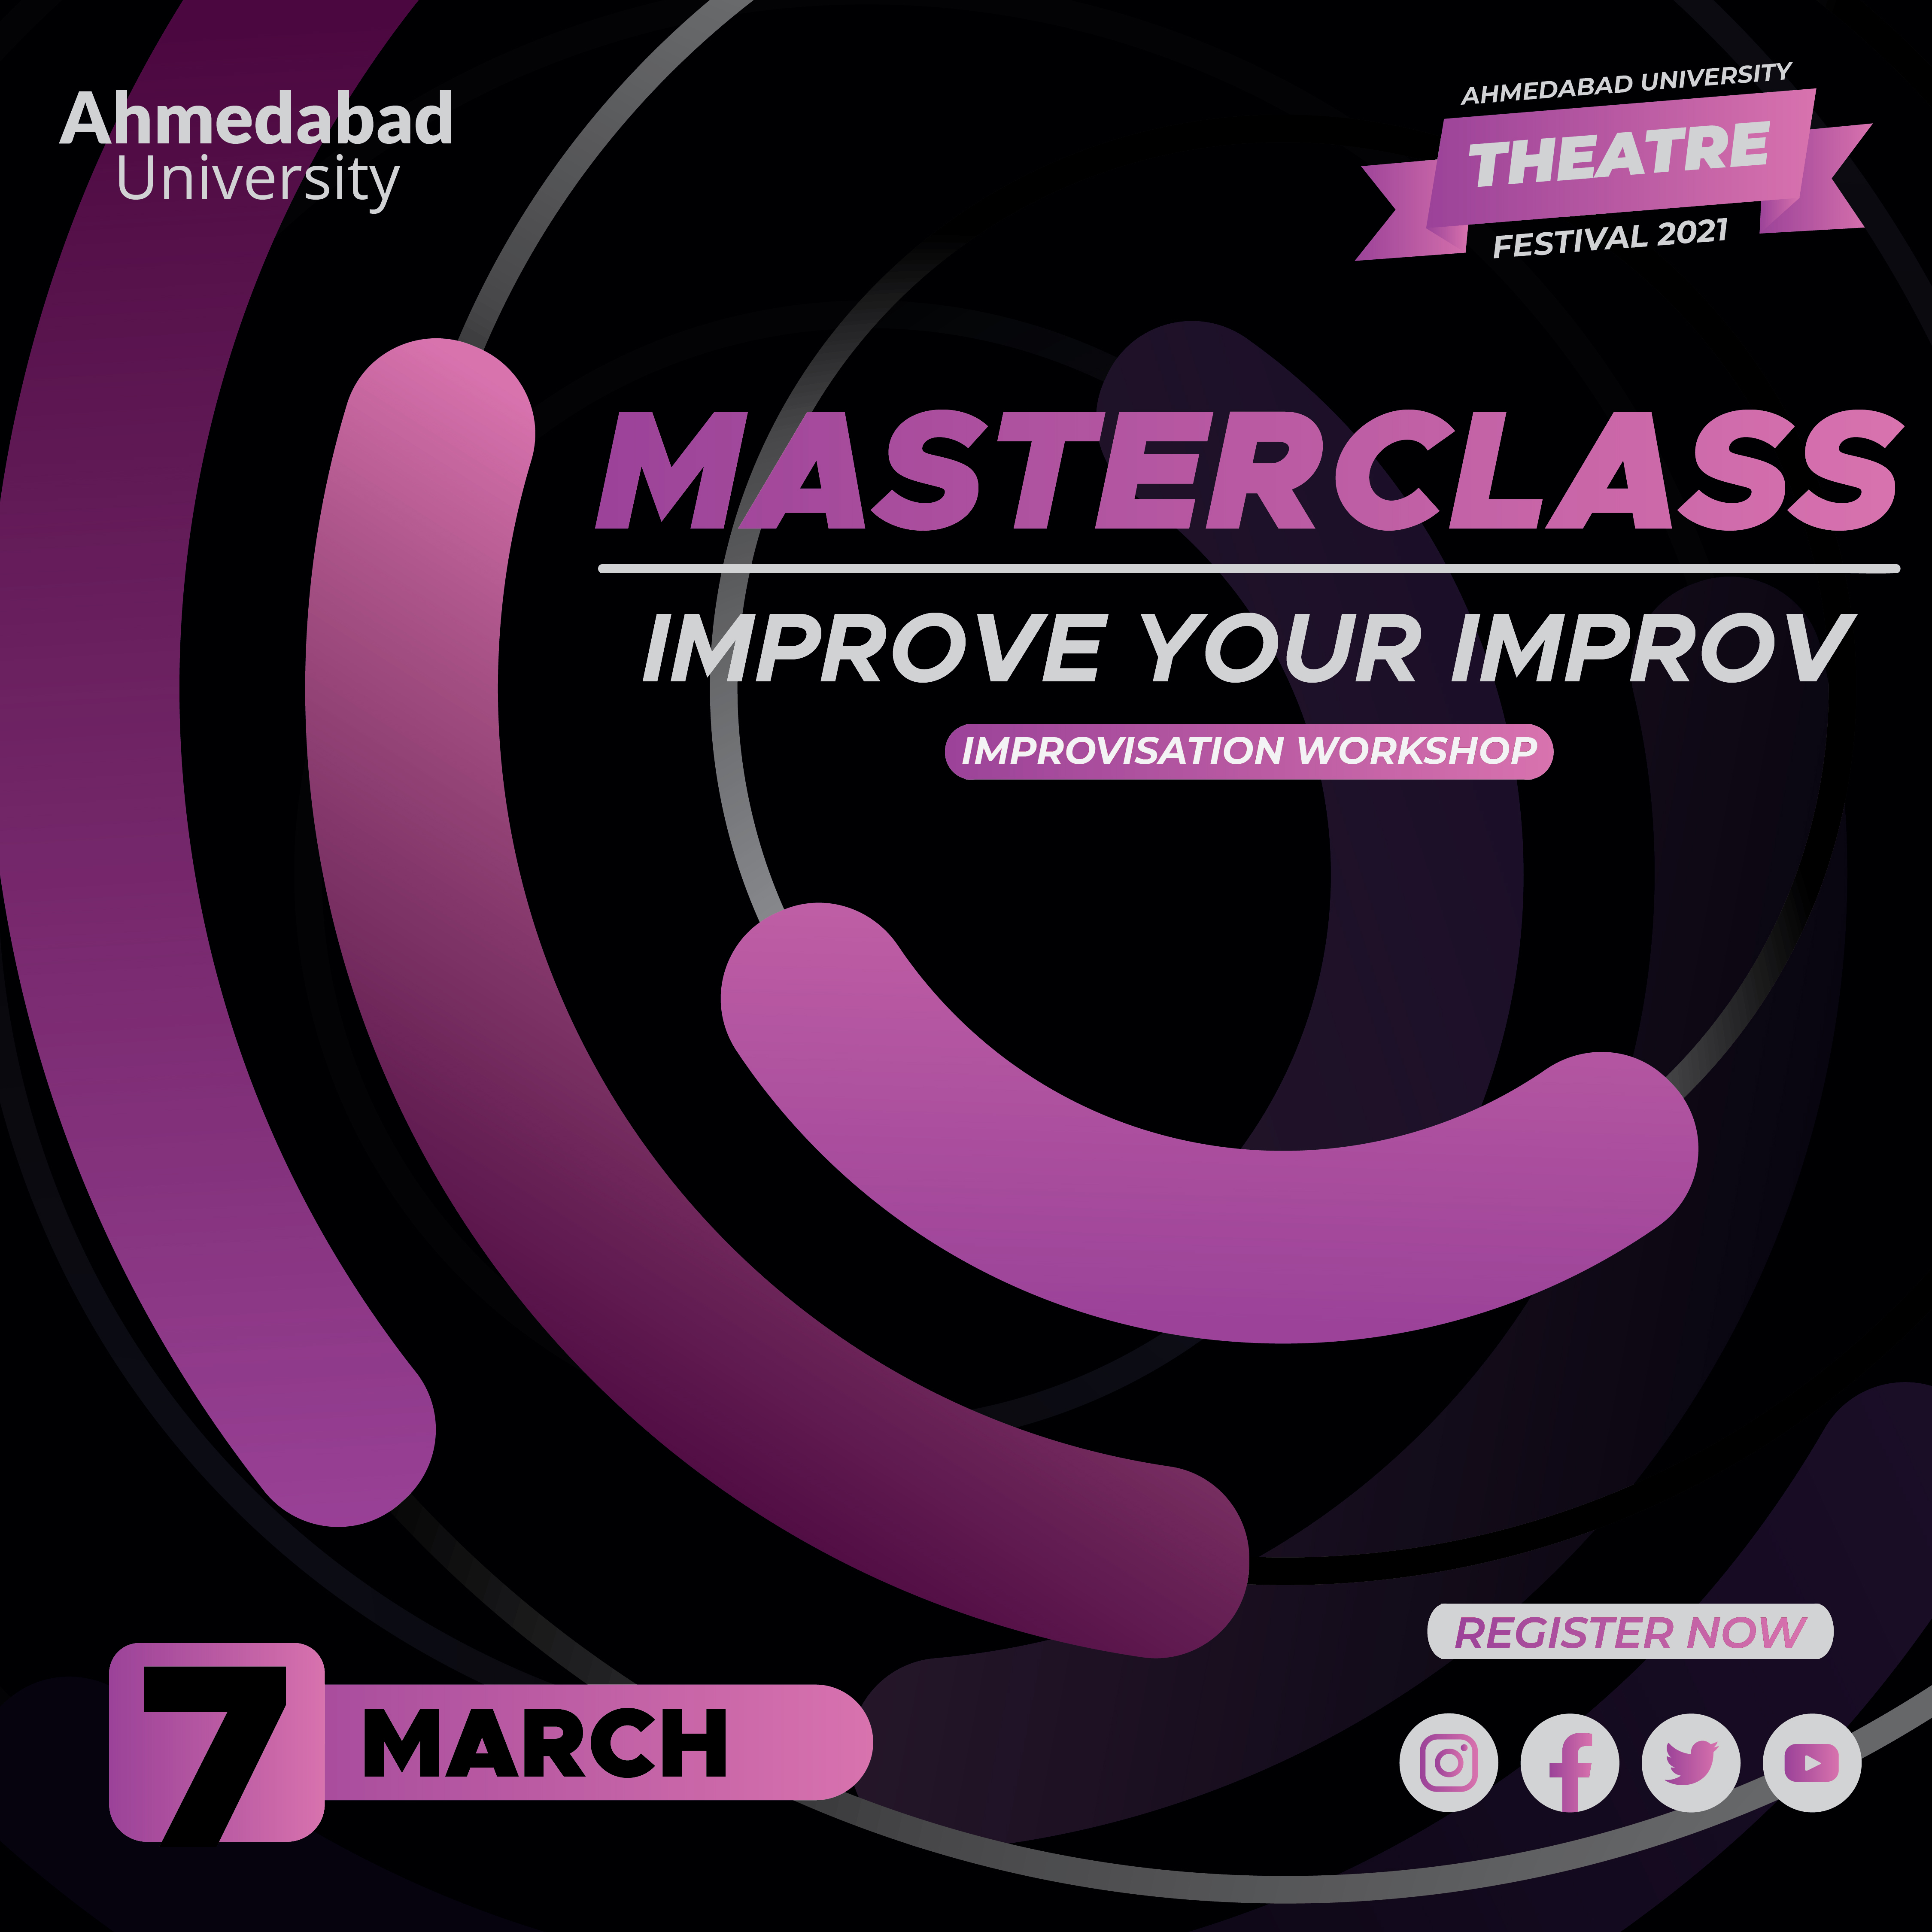 Ahmedabad
University
AHMEDABAD UNIVERSITY
THEATRE
FESTIVAL 2021
MASTERCLASS
IMPROVE YOUR IMPROV
IMPROVISATION WORKSHOP
7
MARCH
REGISTER NOW